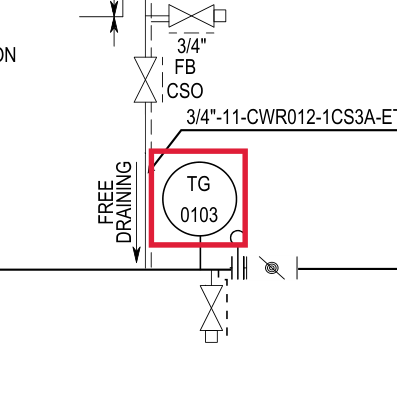 ON
3/4"
FB
CSO
3/4"-11-CWR012-1CS3A-ET
FREE
DRAINING
TG
0103